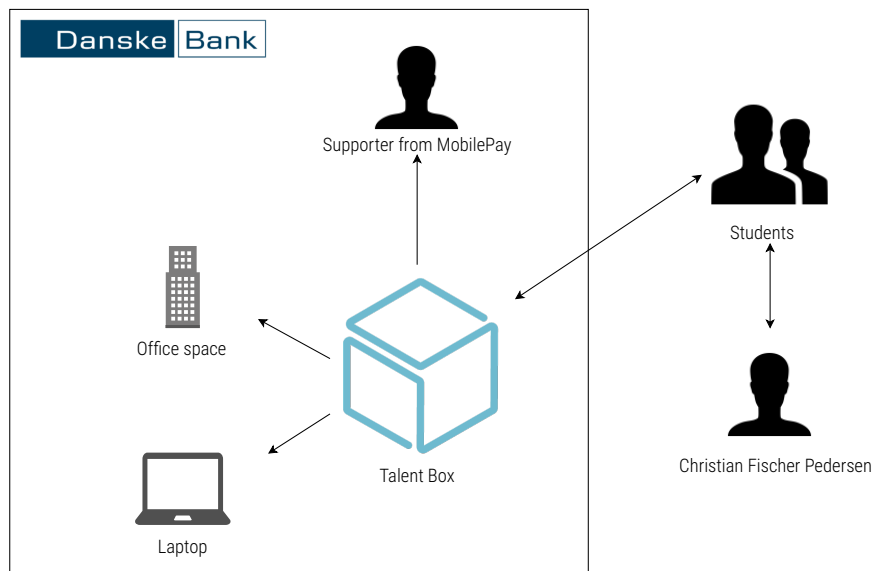 Danske Bank
Supporter from MobilePay
Students
Office space
Christian Fischer Pedersen
Talent Box
Laptop